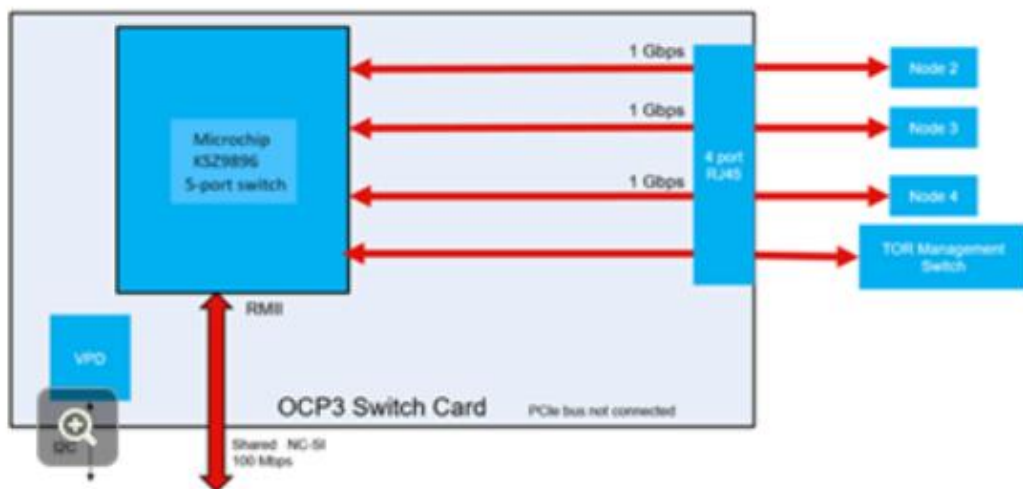 1 Gbps
Node 2
Microchip
KSZ9896
5-port switch
1 Gbps
Node 3
4 port
RJ45
1 Gbps
Node 4
TOR Management
Switch
RMII
VPD
OCP3 Switch Card
PCIe bus not connected
Shared NC-SI
100 Mbps